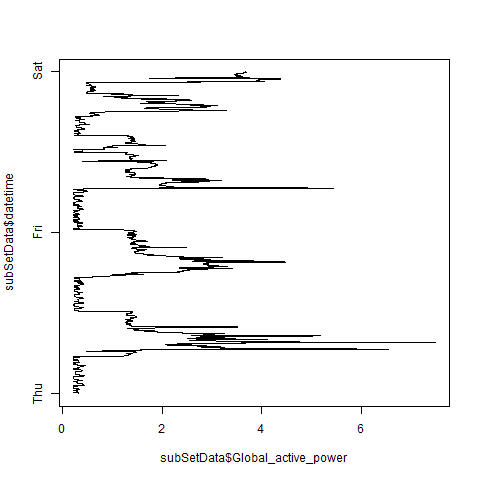 Sat
Fri
Thu
subSetData$datetime
0 2 4 6
subSetData$Global_active_power